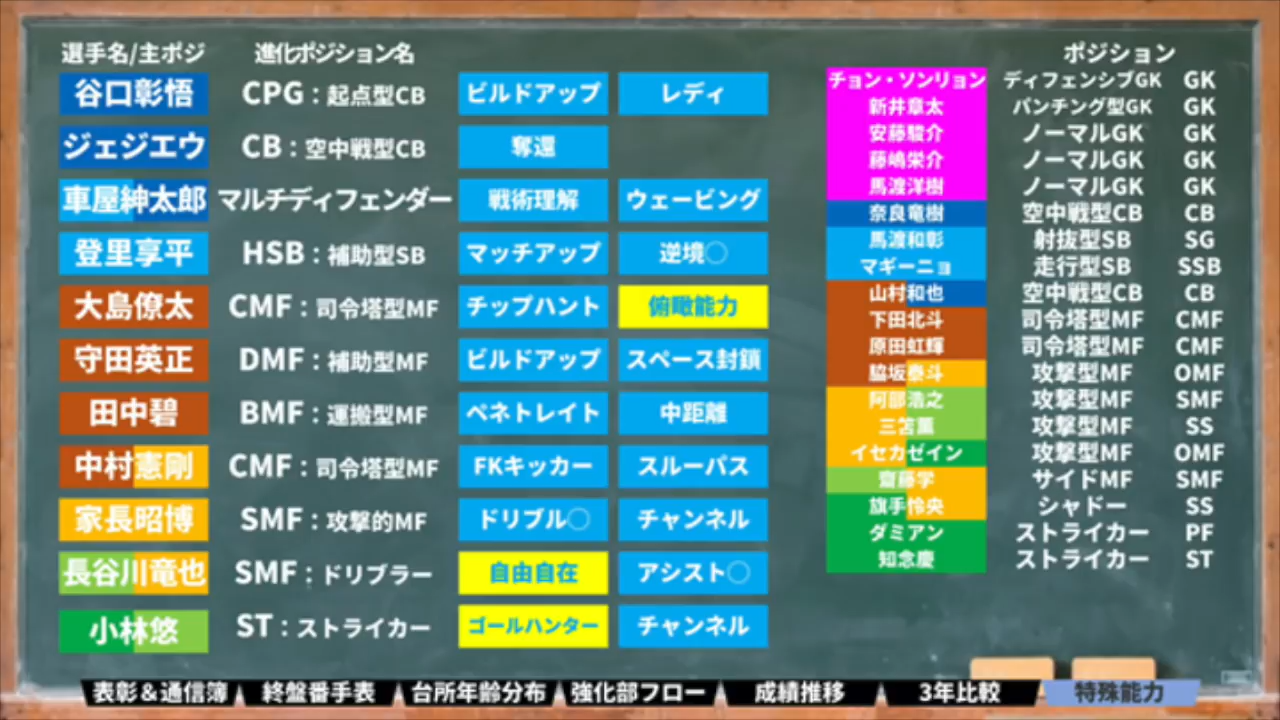 選手名/主ポジ 進化ポジション名
谷口彰悟 CPG：起点型CB ビルドアップ レディ
ジェジエウ CB：空中戦型CB 奪還
車屋紳太郎 マルチディフェンダー 戦術理解 ウェービング
登里享平 HSB：補助型SB マッチアップ 逆境○
大島僚太 CMF：司令塔型MF チップハント 俯瞰能力
守田英正 DMF：補助型MF ビルドアップ スペース封鎖
田中碧 BMF：運搬型MF ペネトレイト 中距離
中村憲剛 CMF：司令塔型MF FKキッカー スルーパス
家長昭博 SMF：攻撃的MF ドリブル○ チャンネル
長谷川竜也 SMF：ドリブラー 自由自在 アシスト○
小林悠 ST：ストライカー ゴールハンター チャンネル
ポジション
チョン・ソンリョン ディフェンシブGK GK
新井章太 パンチング型GK GK
安藤駿介 ノーマルGK GK
藤嶋栄介 ノーマルGK GK
馬渡洋樹 ノーマルGK GK
奈良竜樹 空中戦型CB CB
馬渡和彰 射抜型SB SG
マギーニョ 走行型SB SSB
山村和也 空中戦型CB CB
下田北斗 司令塔型MF CMF
原田虹輝 司令塔型MF CMF
脇坂泰斗 攻撃型MF OMF
阿部浩之 攻撃型MF SMF
三笘薫 攻撃型MF SS
イセカゼイン 攻撃型MF OMF
齋藤学 サイドMF SMF
旗手怜央 シャドー SS
ダミアン ストライカー PF
知念慶 ストライカー ST
表彰＆通信簿 終盤番手表 台所年齢分布 強化部フロー 成績推移 3年比較 特殊能力